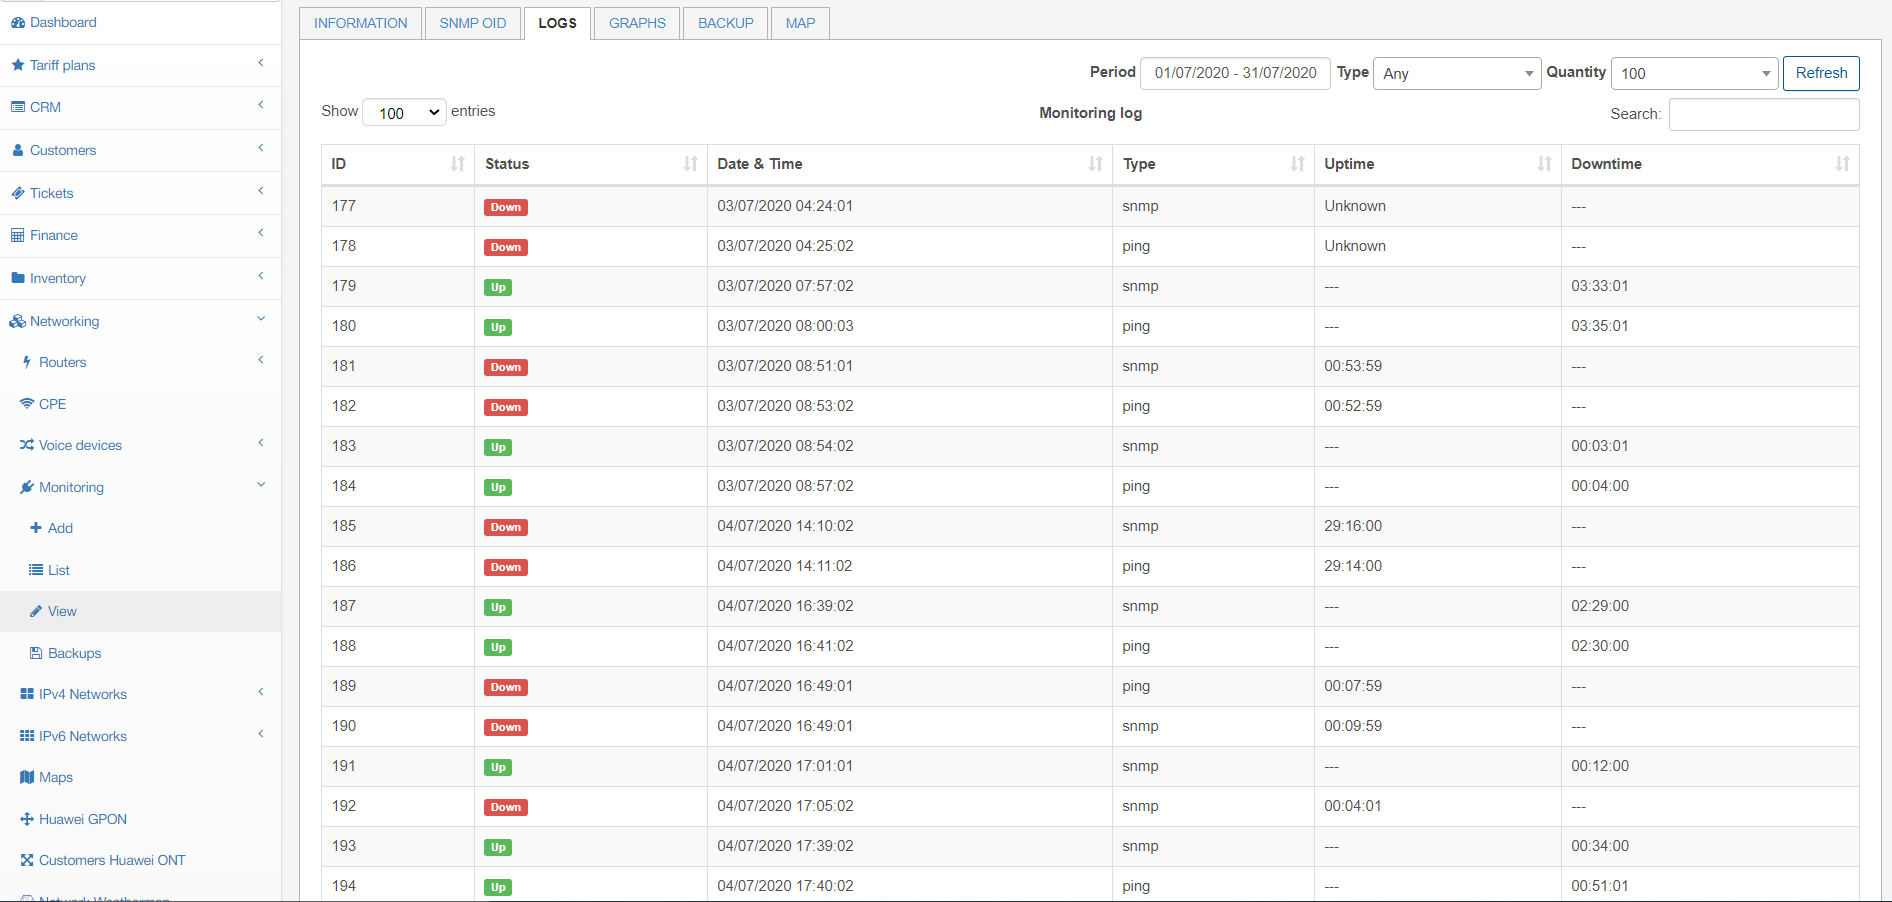 Dashboard
Tariff plans
CRM
Customers
Tickets
Finance
Inventory
Networking
Routers
CPE
Voice devices
Monitoring
Add
List
View
Backups
IPv4 Networks
IPv6 Networks
Maps
Huawei GPON
Customers Huawei ONT
INFORMATION SNMP OID LOGS GRAPHS BACKUP MAP
Period 01/07/2020 - 31/07/2020 Type Any Quantity 100 Refresh
Show 100 entries Monitoring log Search:
ID Status Date & Time Type Uptime Downtime
177 Down 03/07/2020 04:24:01 snmp Unknown ---
178 Down 03/07/2020 04:25:02 ping Unknown ---
179 Up 03/07/2020 07:57:02 snmp --- 03:33:01
180 Up 03/07/2020 08:00:03 ping --- 03:35:01
181 Down 03/07/2020 08:51:01 snmp 00:53:59 ---
182 Down 03/07/2020 08:53:02 ping 00:52:59 ---
183 Up 03/07/2020 08:54:02 snmp --- 00:03:01
184 Up 03/07/2020 08:57:02 ping --- 00:04:00
185 Down 04/07/2020 14:10:02 snmp 29:16:00 ---
186 Down 04/07/2020 14:11:02 ping 29:14:00 ---
187 Up 04/07/2020 16:39:02 snmp --- 02:29:00
188 Up 04/07/2020 16:41:02 ping --- 02:30:00
189 Down 04/07/2020 16:49:01 ping 00:07:59 ---
190 Down 04/07/2020 16:49:01 snmp 00:09:59 ---
191 Up 04/07/2020 17:01:01 snmp --- 00:12:00
192 Down 04/07/2020 17:05:02 snmp 00:04:01 ---
193 Up 04/07/2020 17:39:02 snmp --- 00:34:00
194 Up 04/07/2020 17:40:02 ping --- 00:51:01